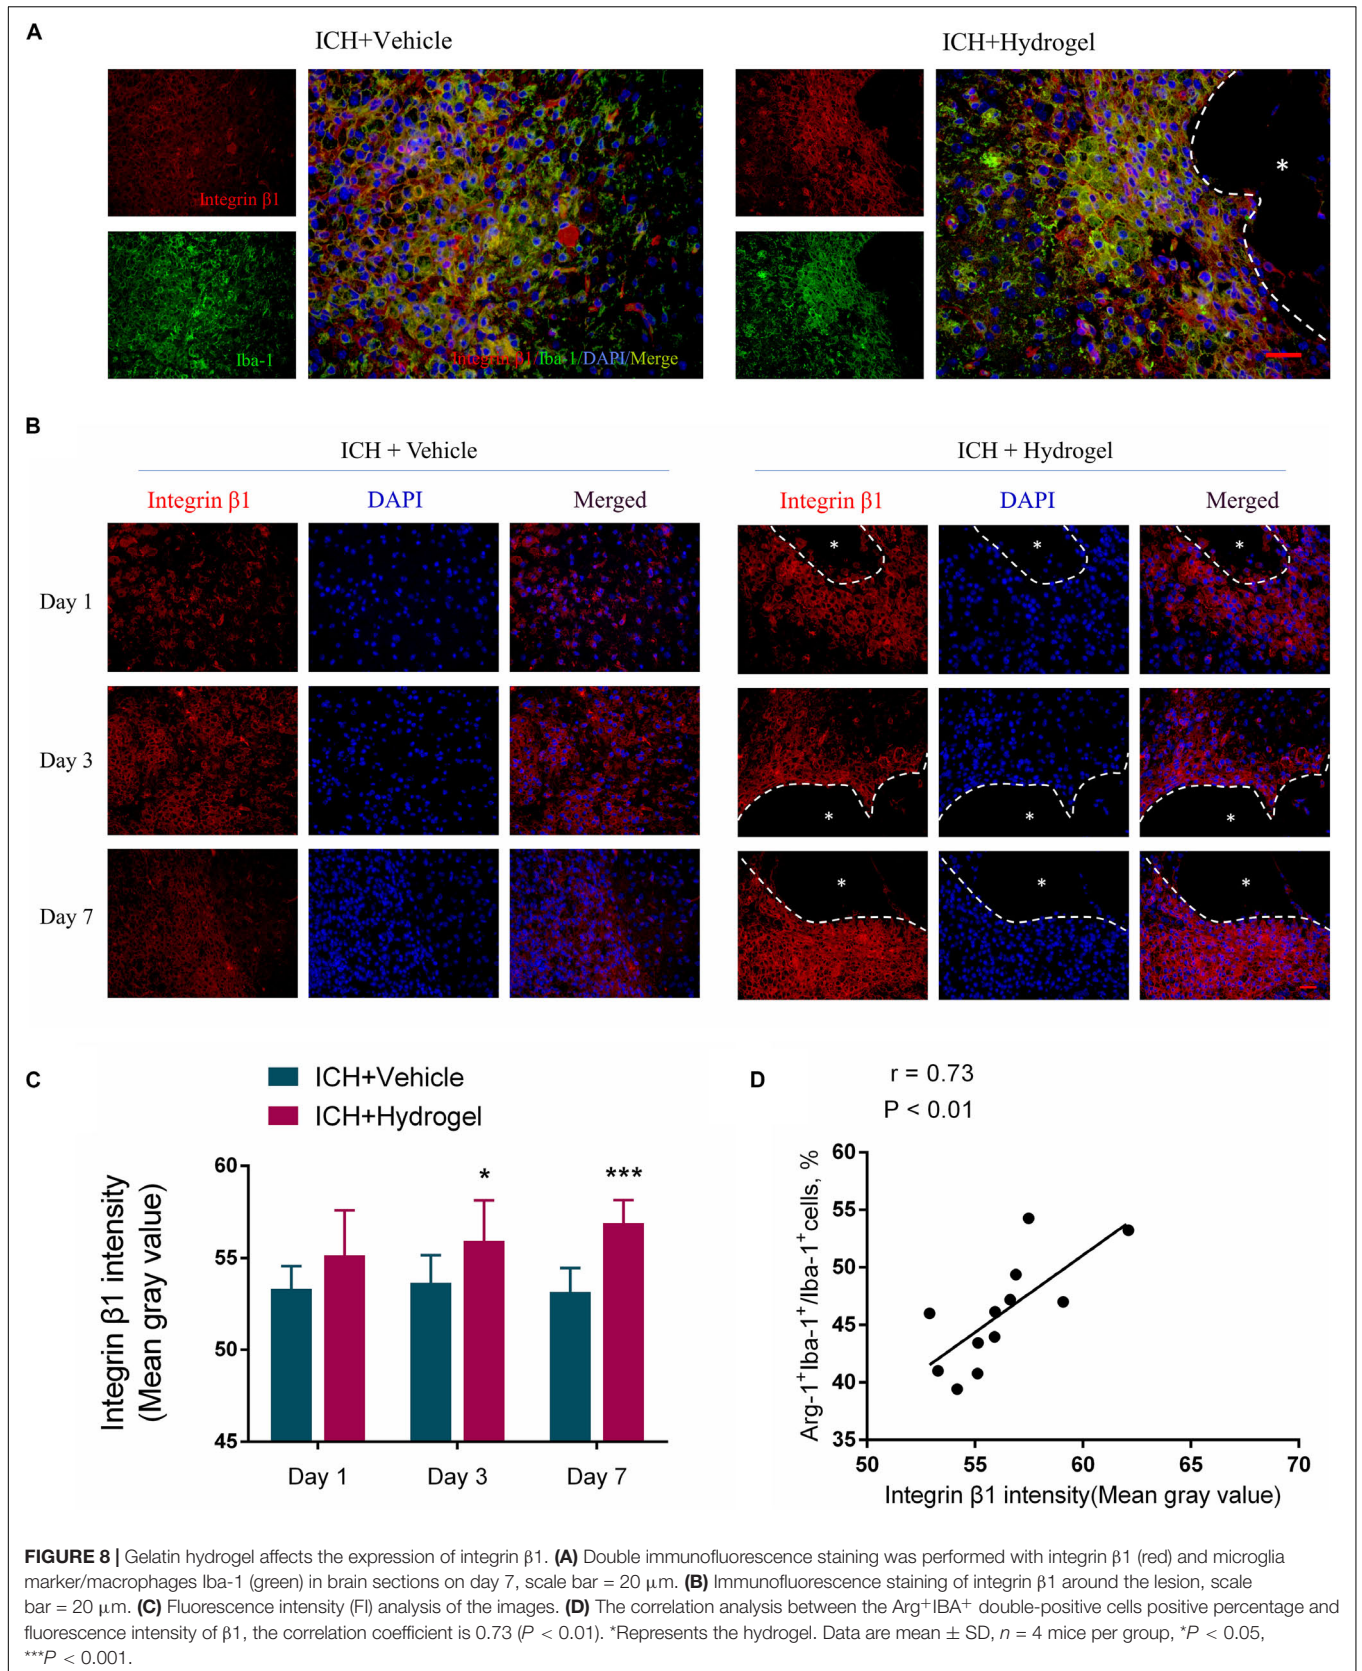 A
ICH+Vehicle
ICH+Hydrogel
Integrin β1
Iba-1
Integrin β1/Iba-1/DAPI/Merge
*
B
ICH + Vehicle
ICH + Hydrogel
Integrin β1 DAPI Merged
Integrin β1 DAPI Merged
Day 1
* * *
Day 3
* * *
Day 7
* * *
C
ICH+Vehicle
ICH+Hydrogel
Integrin β1 intensity
(Mean gray value)
60
55
50
45
* ***
Day 1 Day 3 Day 7
D
r = 0.73
P < 0.01
Arg-1⁺Iba-1⁺/Iba-1⁺cells, %
60
55
50
45
40
35
50 55 60 65 70
Integrin β1 intensity(Mean gray value)
FIGURE 8 | Gelatin hydrogel affects the expression of integrin β1. (A) Double immunofluorescence staining was performed with integrin β1 (red) and microglia
marker/macrophages Iba-1 (green) in brain sections on day 7, scale bar = 20 μm. (B) Immunofluorescence staining of integrin β1 around the lesion, scale
bar = 20 μm. (C) Fluorescence intensity (FI) analysis of the images. (D) The correlation analysis between the Arg⁺IBA⁺ double-positive cells positive percentage and
fluorescence intensity of β1, the correlation coefficient is 0.73 (P < 0.01). *Represents the hydrogel. Data are mean ± SD, n = 4 mice per group, *P < 0.05,
***P < 0.001.